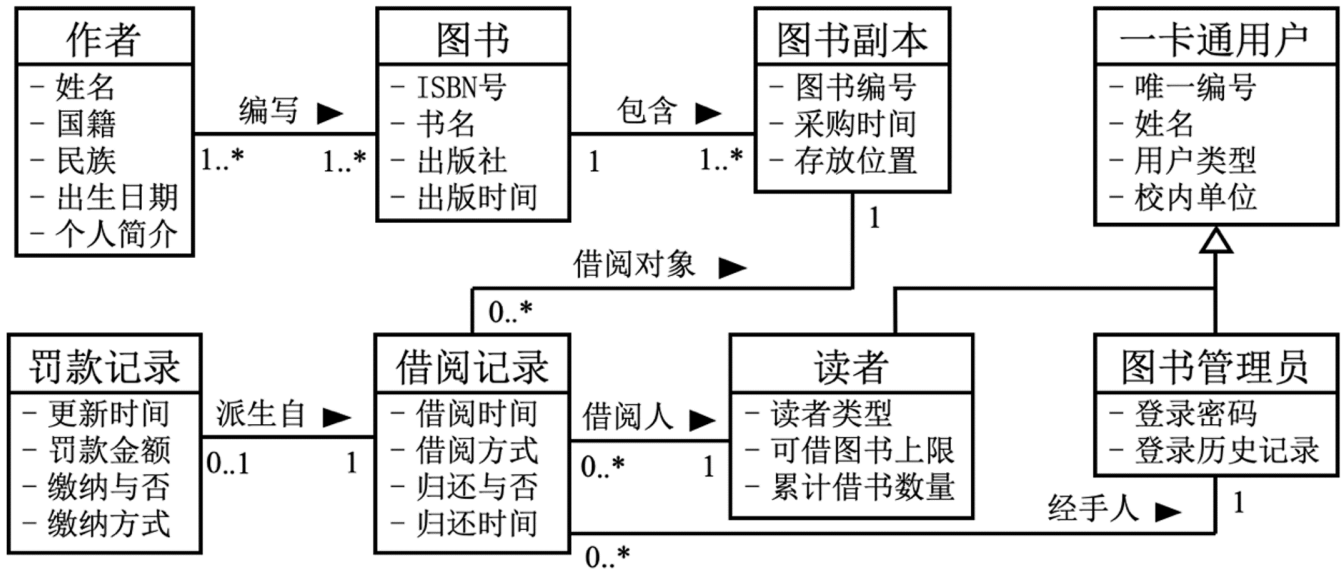 作者
- 姓名
- 国籍
- 民族
- 出生日期
- 个人简介
编写 ▶
1..*
1..*
图书
- ISBN号
- 书名
- 出版社
- 出版时间
包含 ▶
1
1..*
图书副本
- 图书编号
- 采购时间
- 存放位置
一卡通用户
- 唯一编号
- 姓名
- 用户类型
- 校内单位
1
借阅对象 ▶
0..*
罚款记录
- 更新时间
- 罚款金额
- 缴纳与否
- 缴纳方式
派生自 ▶
0..1
1
借阅记录
- 借阅时间
- 借阅方式
- 归还与否
- 归还时间
借阅人 ▶
0..*
1
读者
- 读者类型
- 可借图书上限
- 累计借书数量
图书管理员
- 登录密码
- 登录历史记录
经手人 ▶
1
0..*